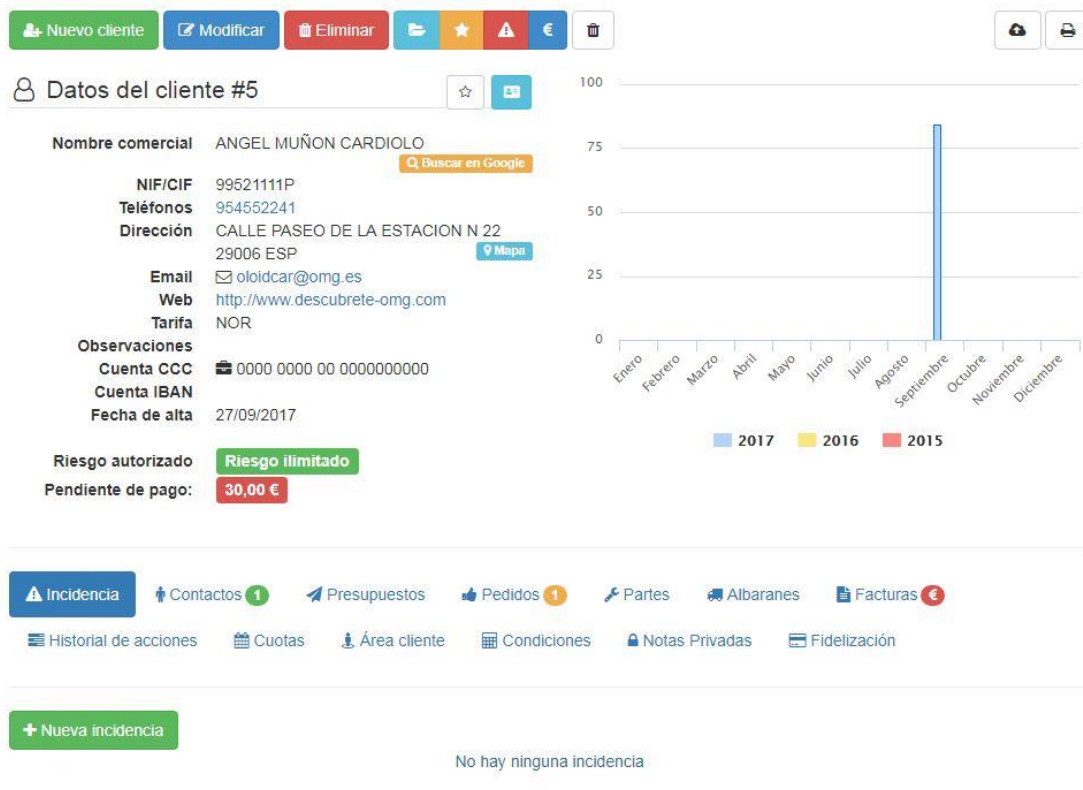 Nuevo cliente Modificar Eliminar €
Datos del cliente #5
Nombre comercial ANGEL MUÑON CARDIOLO
Buscar en Google
NIF/CIF 99521111P
Teléfonos 954552241
Dirección CALLE PASEO DE LA ESTACION N 22
29006 ESP Mapa
Email oloidcar@omg.es
Web http://www.descubrete-omg.com
Tarifa NOR
Observaciones
Cuenta CCC 0000 0000 00 0000000000
Cuenta IBAN
Fecha de alta 27/09/2017
Riesgo autorizado Riesgo ilimitado
Pendiente de pago: 30,00 €
100
75
50
25
0
Enero Febrero Marzo Abril Mayo Junio Julio Agosto Septiembre Octubre Noviembre Diciembre
2017 2016 2015
Incidencia Contactos 1 Presupuestos Pedidos 1 Partes Albaranes Facturas €
Historial de acciones Cuotas Área cliente Condiciones Notas Privadas Fidelización
Nueva incidencia
No hay ninguna incidencia